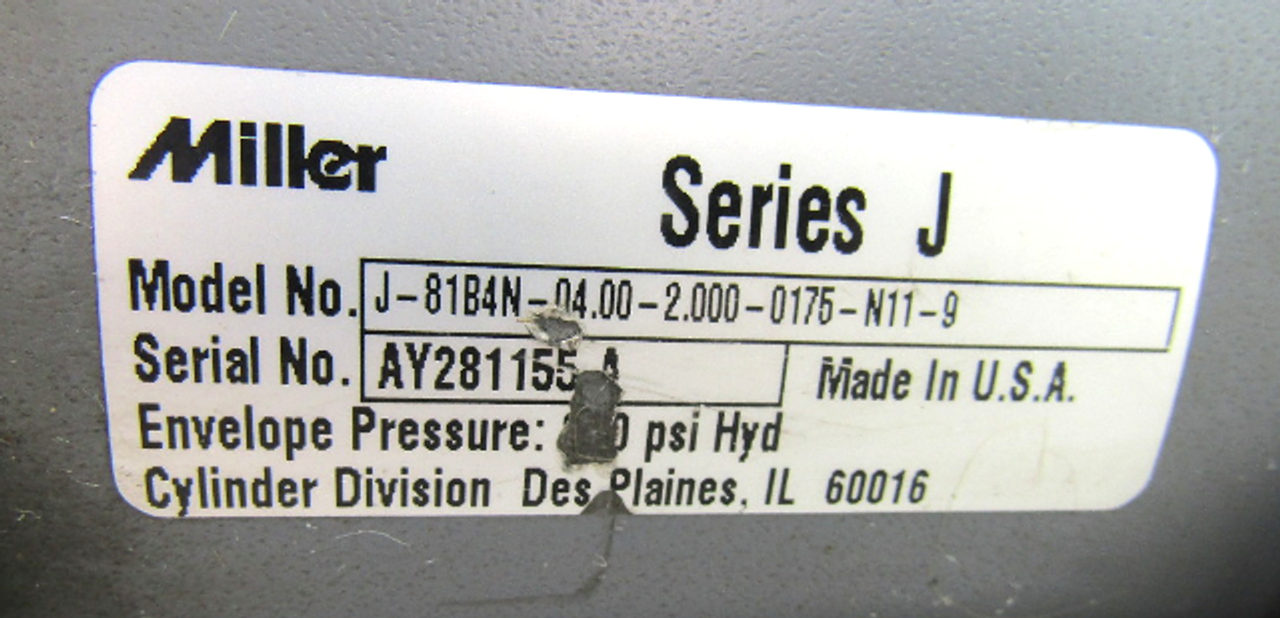 Miller
Series J
Model No. J-81B4N-04.00-2.000-0175-N11-9
Serial No. AY281155 A
Made In U.S.A.
Envelope Pressure: psi Hyd
Cylinder Division Des Plaines, IL 60016